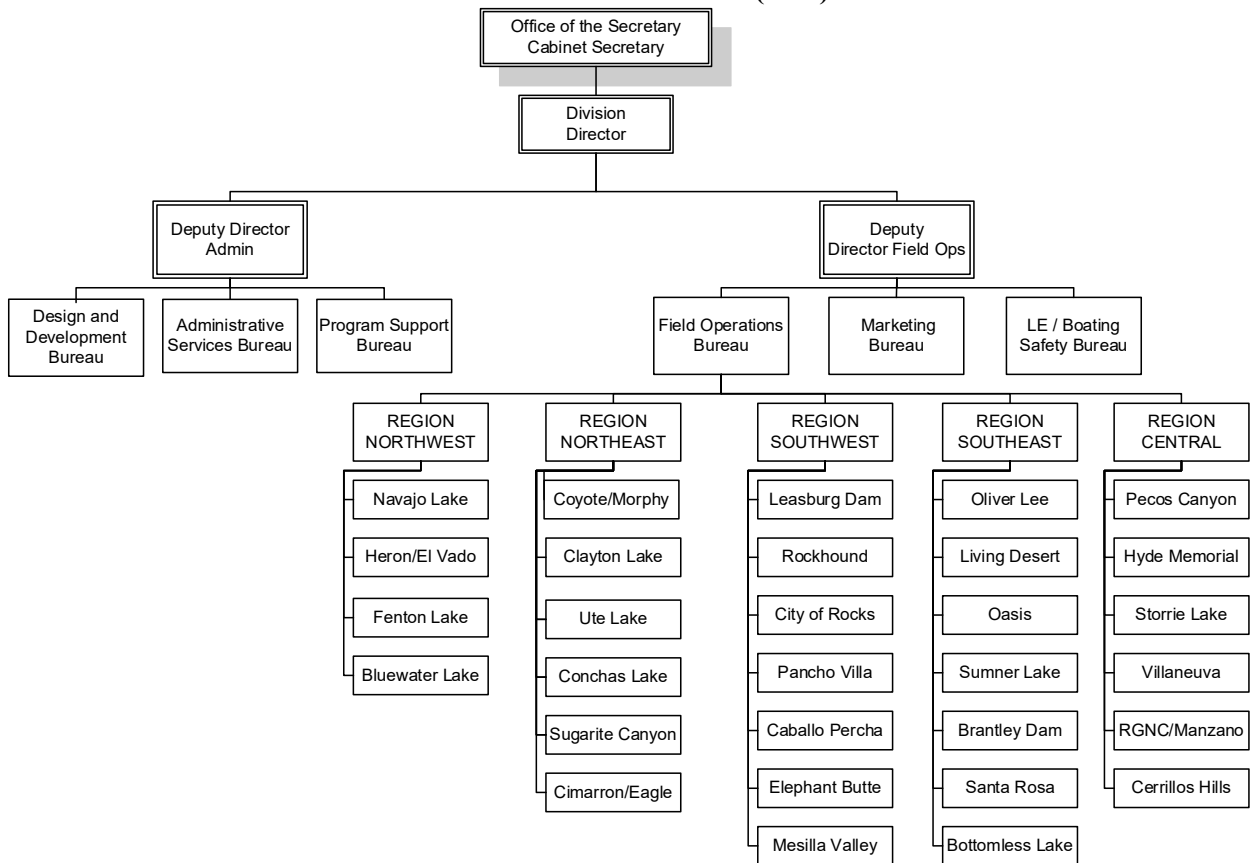 Office of the Secretary
Cabinet Secretary
Division
Director
Deputy Director
Admin
Deputy
Director Field Ops
Design and
Development
Bureau
Administrative
Services Bureau
Program Support
Bureau
Field Operations
Bureau
Marketing
Bureau
LE / Boating
Safety Bureau
REGION
NORTHWEST
REGION
NORTHEAST
REGION
SOUTHWEST
REGION
SOUTHEAST
REGION
CENTRAL
Navajo Lake
Heron/El Vado
Fenton Lake
Bluewater Lake
Coyote/Morphy
Clayton Lake
Ute Lake
Conchas Lake
Sugarite Canyon
Cimarron/Eagle
Leasburg Dam
Rockhound
City of Rocks
Pancho Villa
Caballo Percha
Elephant Butte
Mesilla Valley
Oliver Lee
Living Desert
Oasis
Sumner Lake
Brantley Dam
Santa Rosa
Bottomless Lake
Pecos Canyon
Hyde Memorial
Storrie Lake
Villaneuva
RGNC/Manzano
Cerrillos Hills